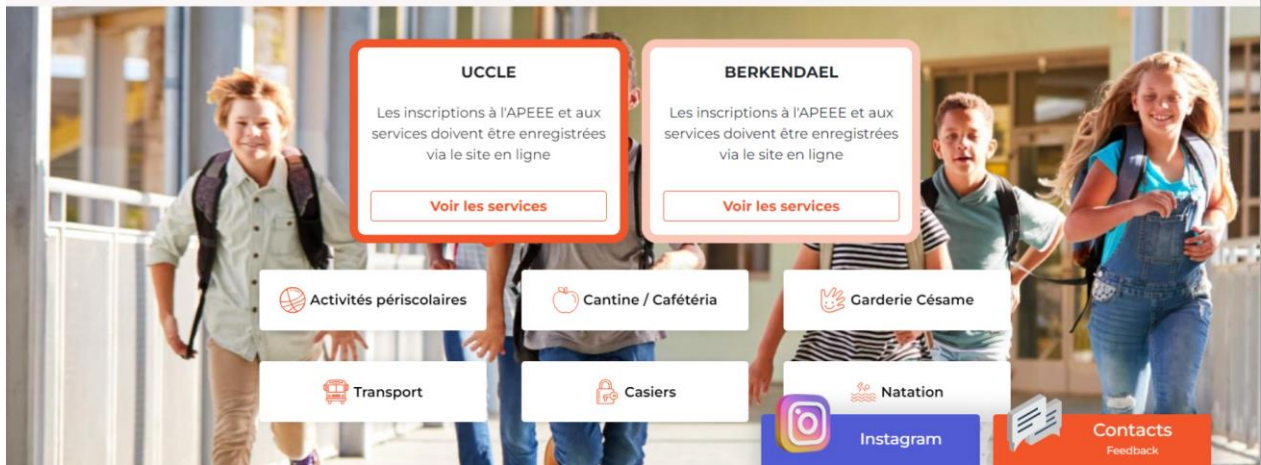 UCCLE
Les inscriptions à l'APEEE et aux
services doivent être enregistrées
via le site en ligne
Voir les services
BERKENDAEL
Les inscriptions à l'APEEE et aux
services doivent être enregistrées
via le site en ligne
Voir les services
Activités périscolaires
Cantine / Cafétéria
Garderie Césame
Transport
Casiers
Natation
Instagram
Contacts
Feedback